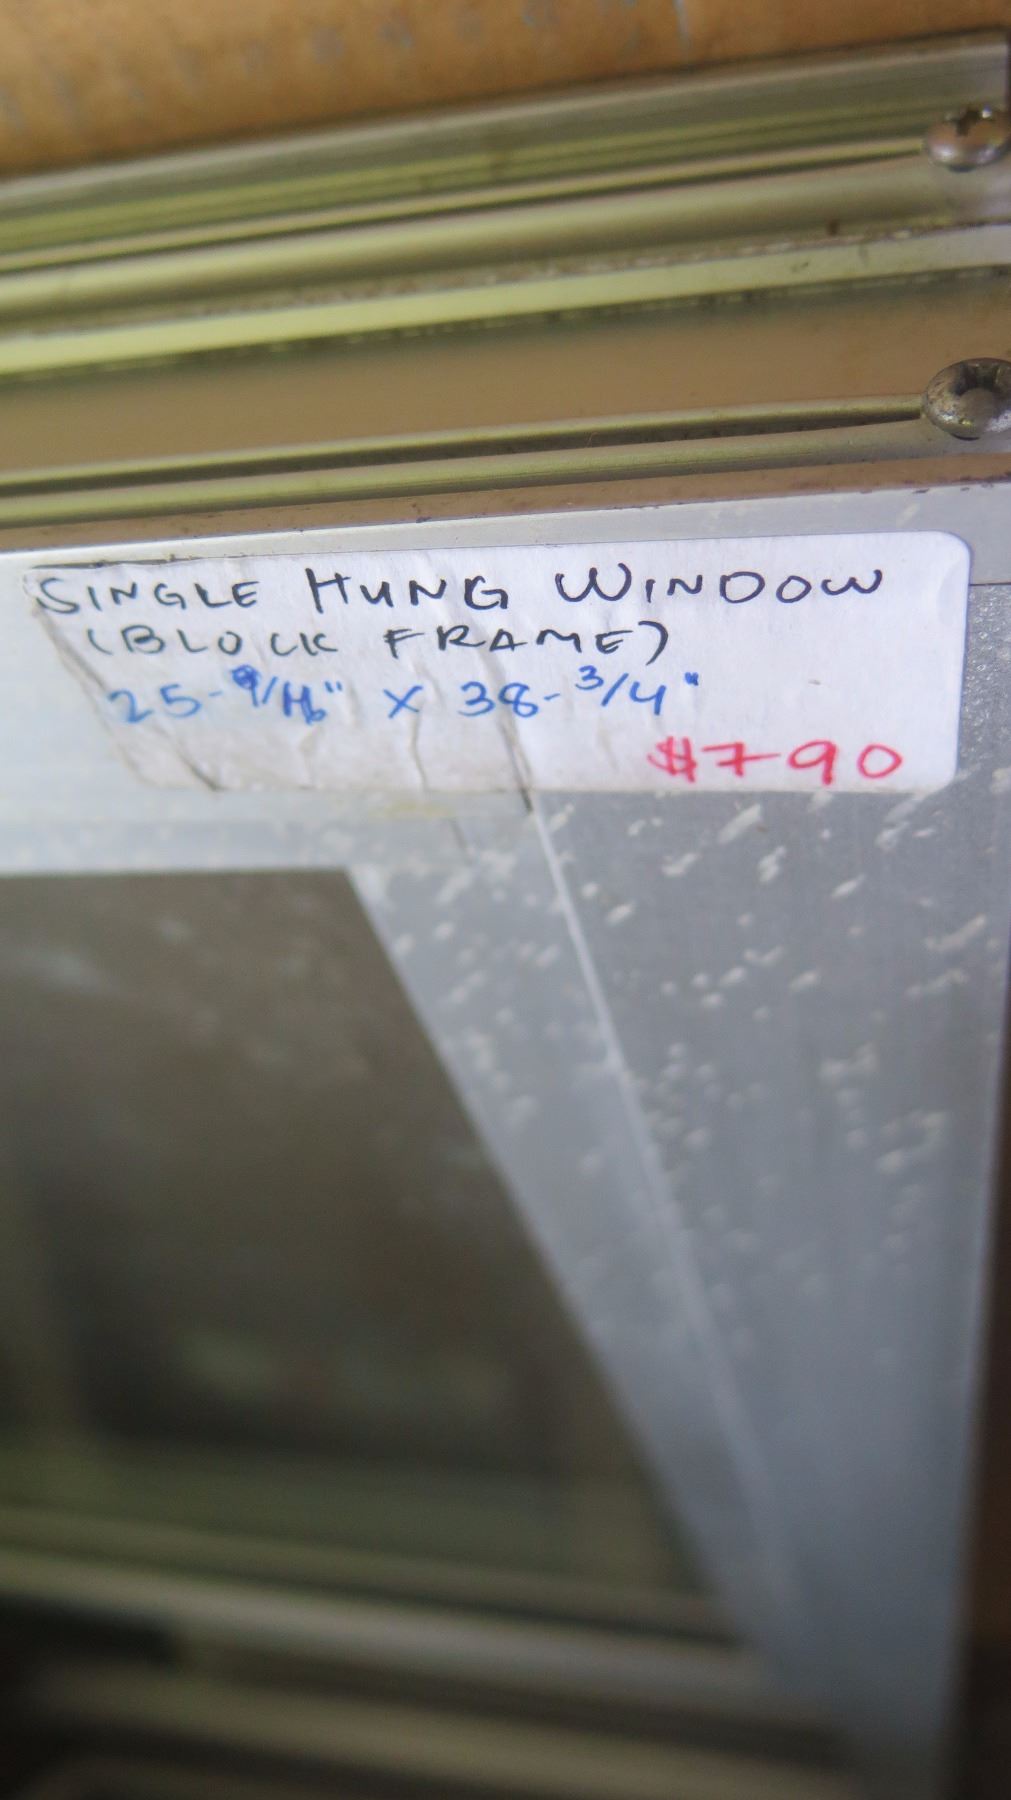 SINGLE HUNG WINDOW
(BLOCK FRAME)
25-9/16" X 38-3/4"
$790